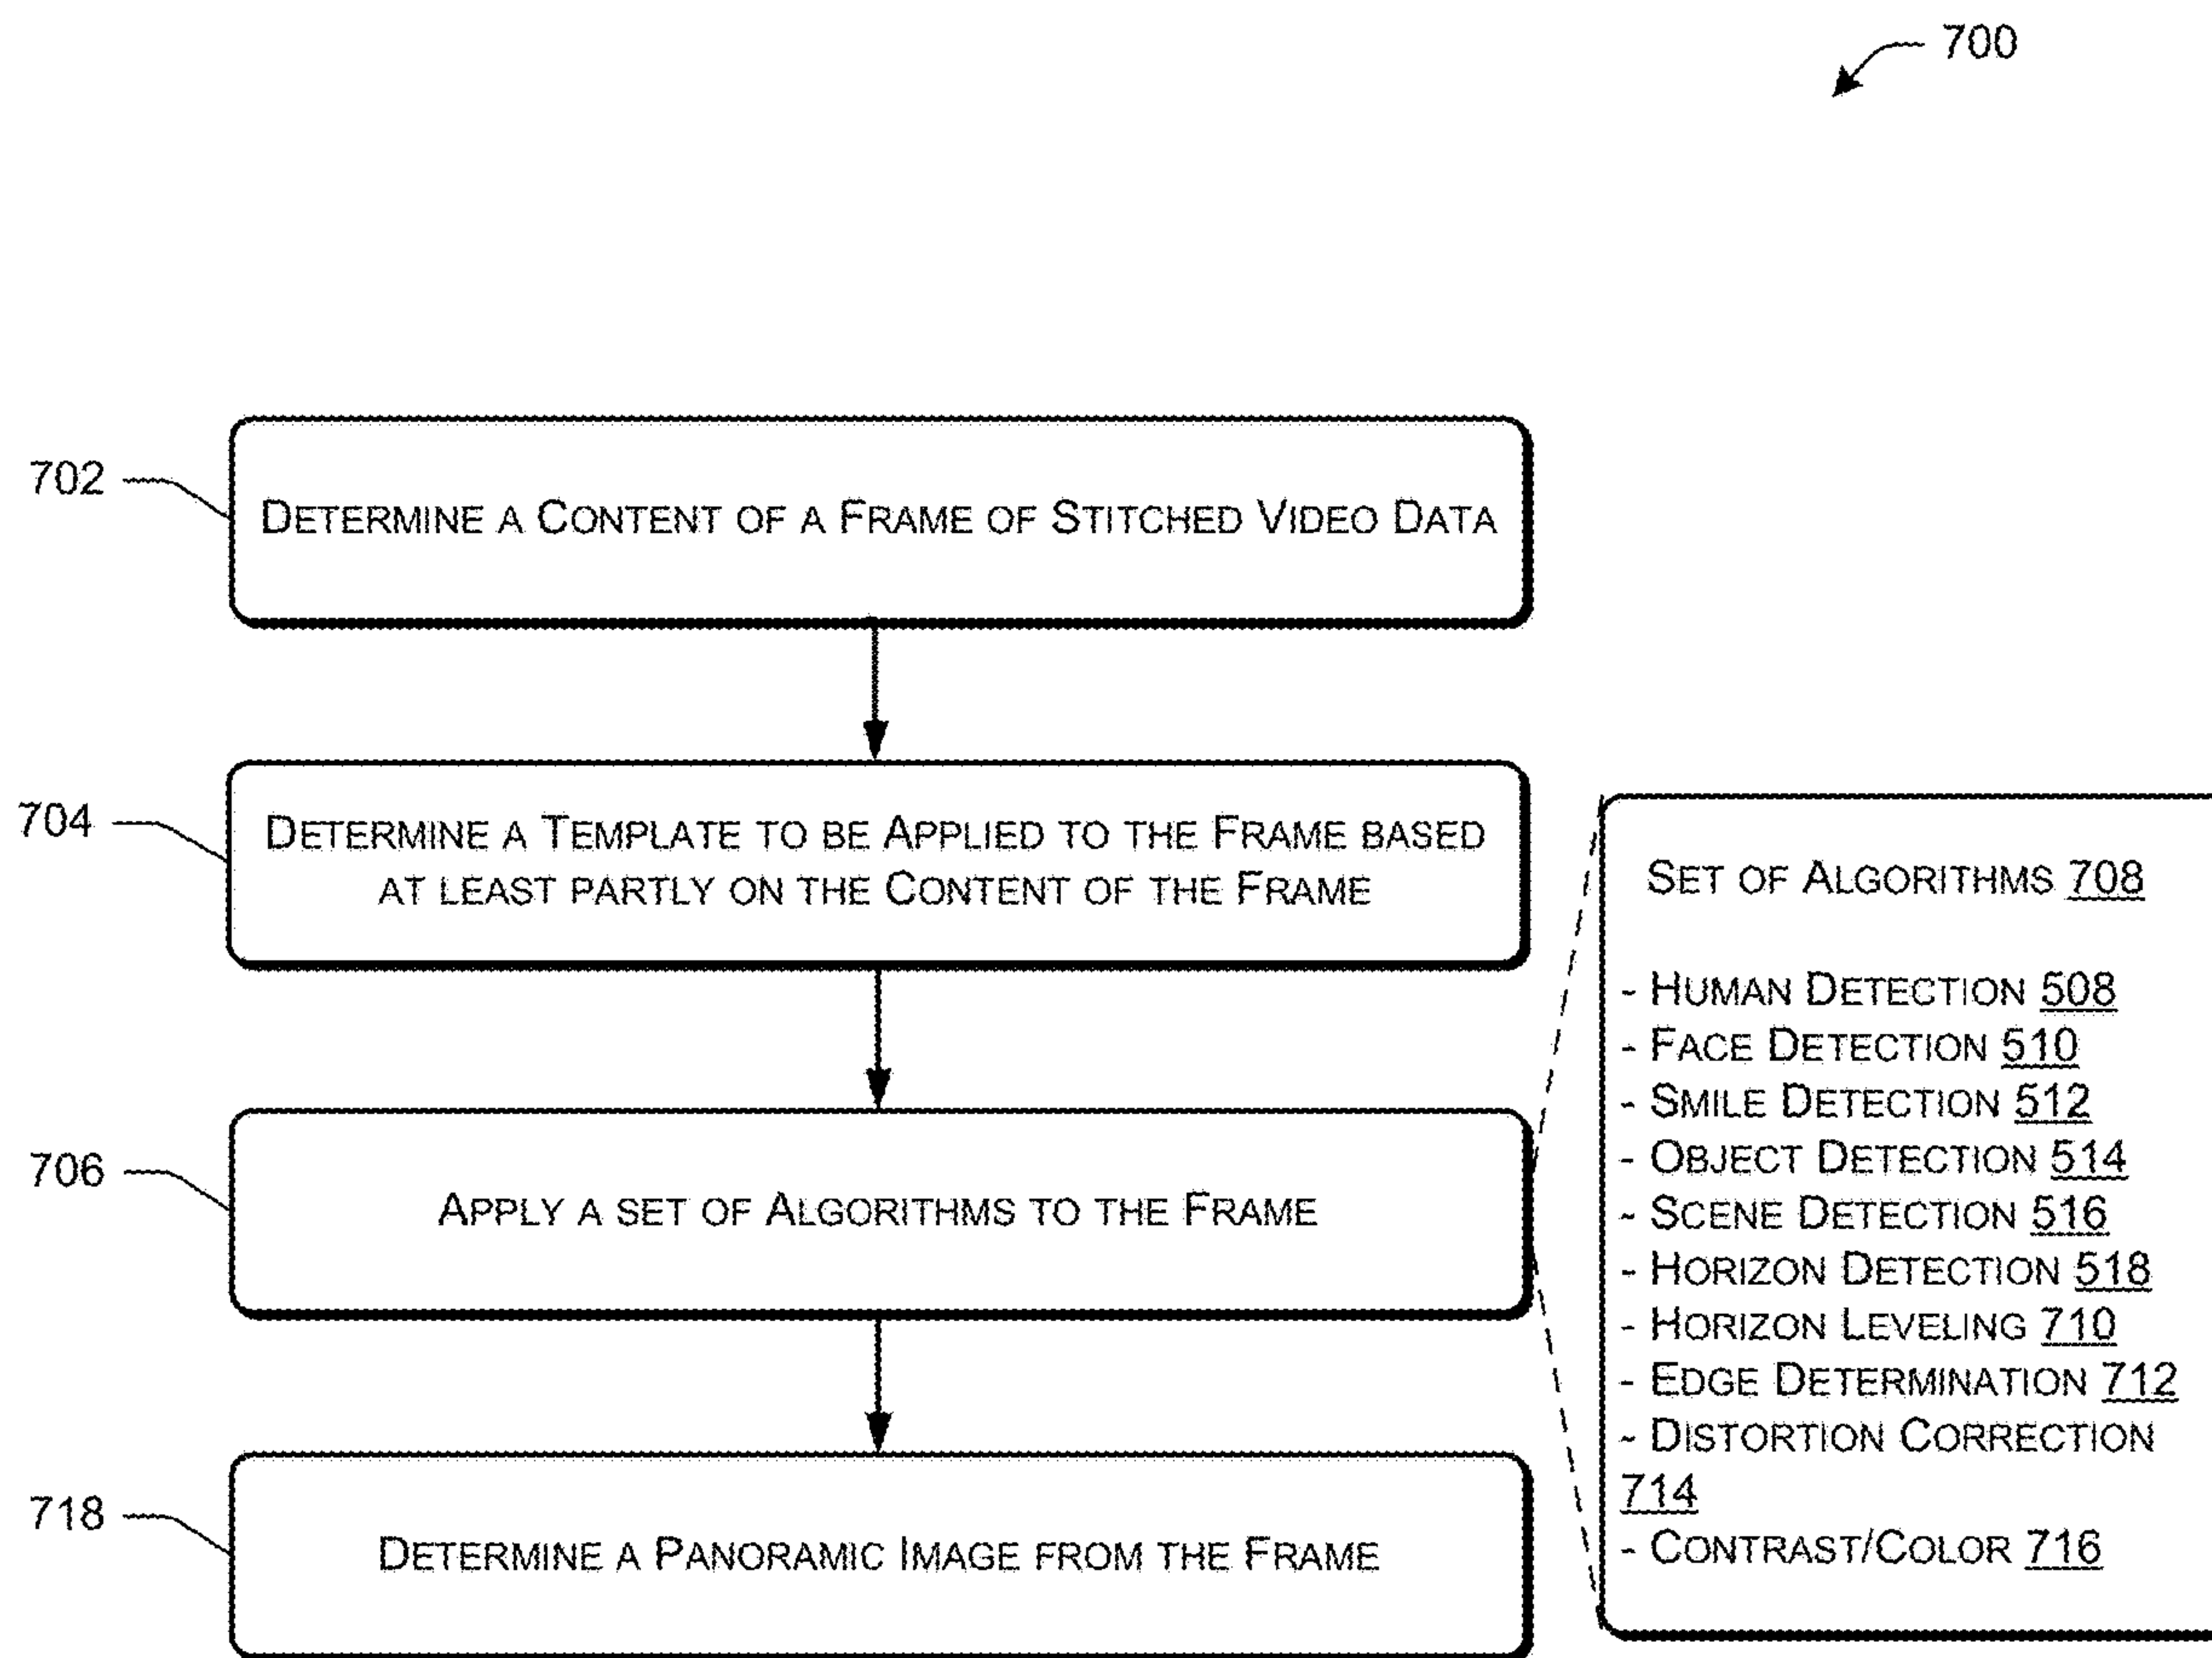 700
702
DETERMINE A CONTENT OF A FRAME OF STITCHED VIDEO DATA
704
DETERMINE A TEMPLATE TO BE APPLIED TO THE FRAME BASED
AT LEAST PARTLY ON THE CONTENT OF THE FRAME
706
APPLY A SET OF ALGORITHMS TO THE FRAME
SET OF ALGORITHMS 708
- HUMAN DETECTION 508
- FACE DETECTION 510
- SMILE DETECTION 512
- OBJECT DETECTION 514
- SCENE DETECTION 516
- HORIZON DETECTION 518
- HORIZON LEVELING 710
- EDGE DETERMINATION 712
- DISTORTION CORRECTION
714
- CONTRAST/COLOR 716
718
DETERMINE A PANORAMIC IMAGE FROM THE FRAME